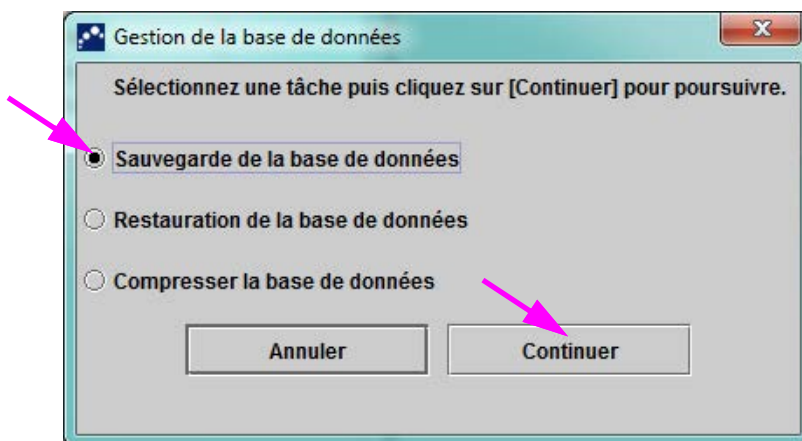 Gestion de la base de données
Sélectionnez une tâche puis cliquez sur [Continuer] pour poursuivre.
Sauvegarde de la base de données
Restauration de la base de données
Compresser la base de données
Annuler Continuer